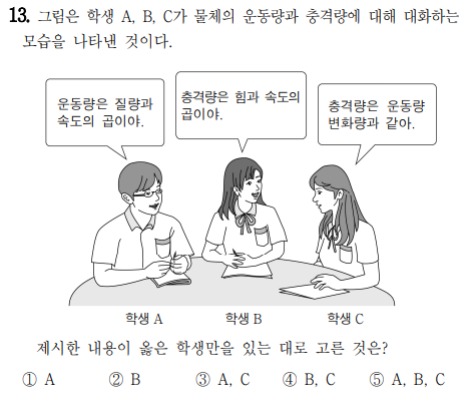 13. 그림은 학생 A, B, C가 물체의 운동량과 충격량에 대해 대화하는
모습을 나타낸 것이다.
운동량은 질량과
속도의 곱이야.
충격량은 힘과 속도의
곱이야.
충격량은 운동량
변화량과 같아.
학생 A 학생 B 학생 C
제시한 내용이 옳은 학생만을 있는 대로 고른 것은?
① A ② B ③ A, C ④ B, C ⑤ A, B, C